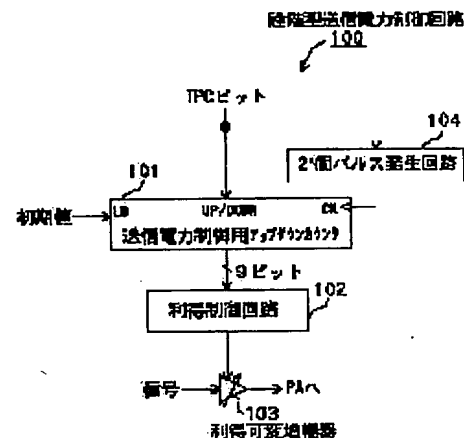 段階型送信電力制御回路
100
TPCビット
104
2ⁿ個パルス発生回路
101
初期値
LD UP/DOWN CK
送信電力制御用アップダウンカウンタ
9ビット
102
利得制御回路
信号
PAへ
103
利得可変増幅器